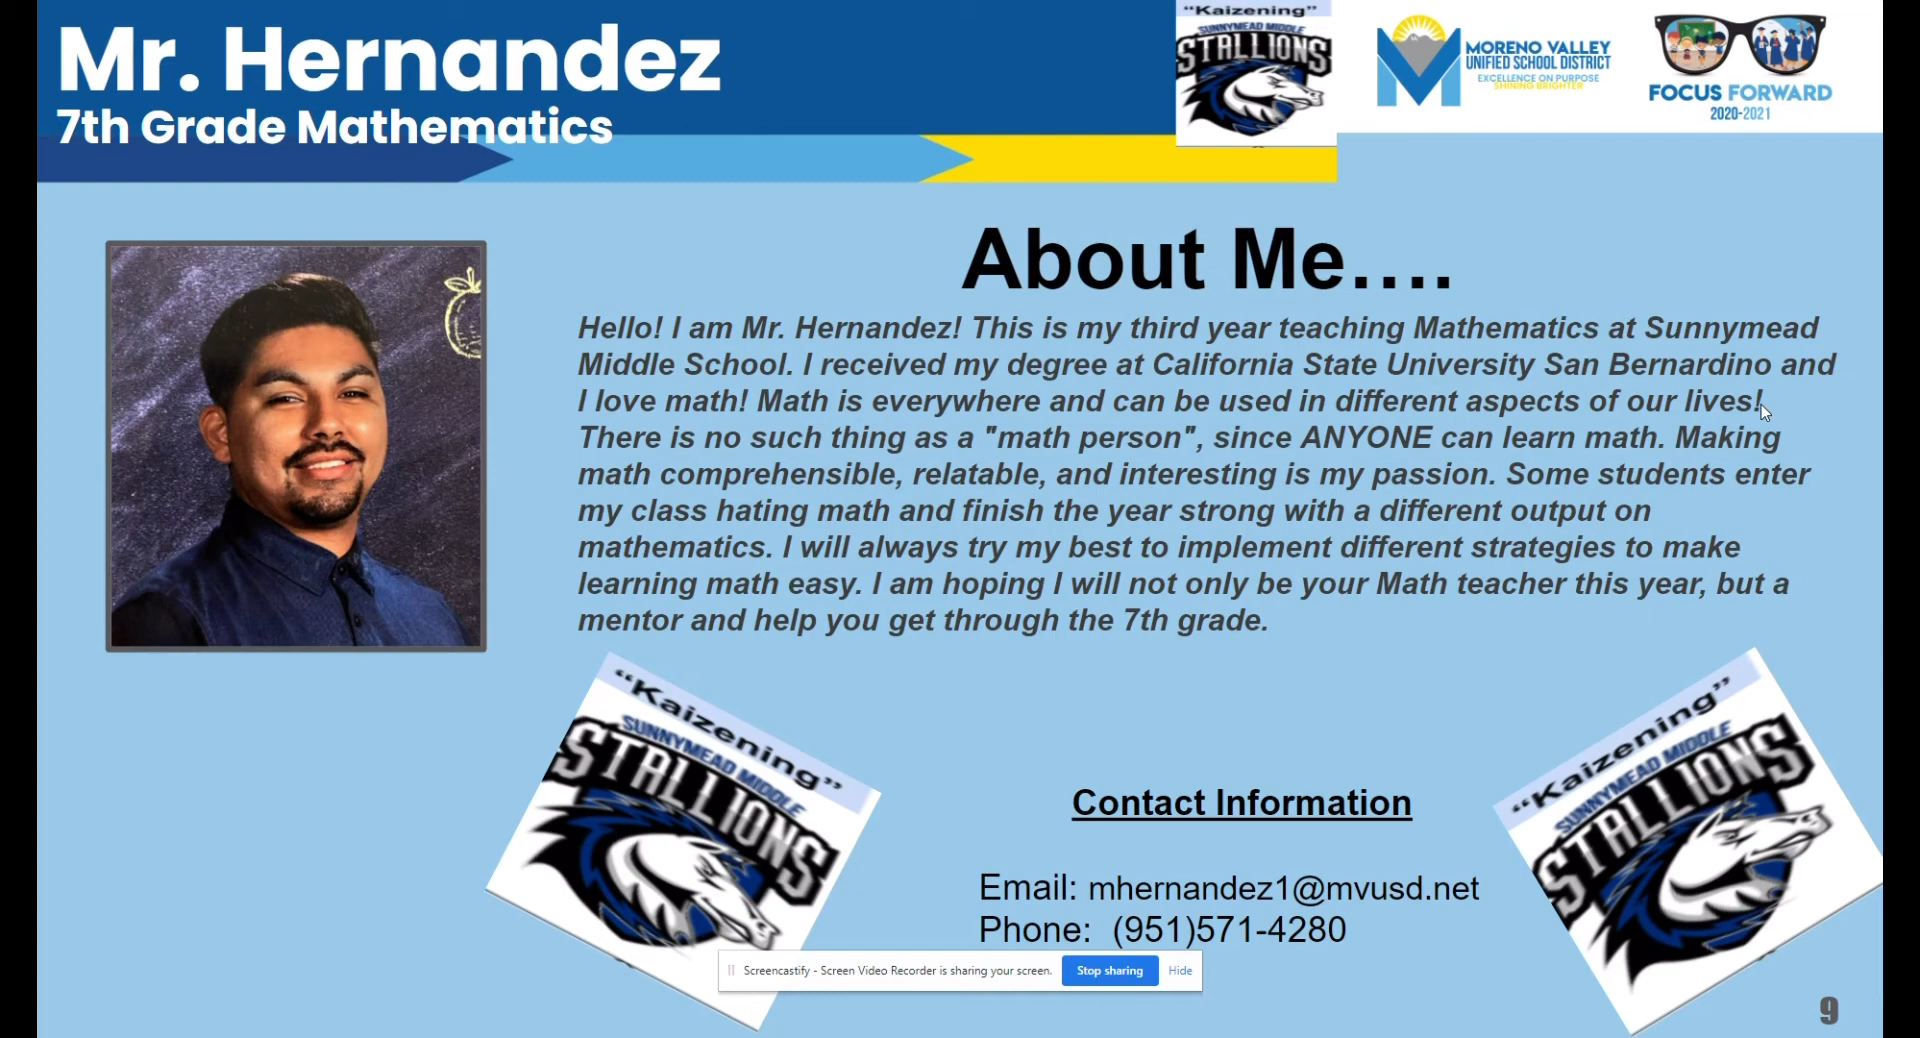 Mr. Hernandez
7th Grade Mathematics
"Kaizening"
SUNNYMEAD MIDDLE
STALLIONS
MORENO VALLEY
UNIFIED SCHOOL DISTRICT
EXCELLENCE ON PURPOSE
SHINING BRIGHTER
FOCUS FORWARD
2020-2021
About Me....
Hello! I am Mr. Hernandez! This is my third year teaching Mathematics at Sunnymead
Middle School. I received my degree at California State University San Bernardino and
I love math! Math is everywhere and can be used in different aspects of our lives!
There is no such thing as a "math person", since ANYONE can learn math. Making
math comprehensible, relatable, and interesting is my passion. Some students enter
my class hating math and finish the year strong with a different output on
mathematics. I will always try my best to implement different strategies to make
learning math easy. I am hoping I will not only be your Math teacher this year, but a
mentor and help you get through the 7th grade.
“Kaizening”
SUNNYMEAD MIDDLE
STALLIONS
“Kaizening”
SUNNYMEAD MIDDLE
STALLIONS
Contact Information
Email: mhernandez1@mvusd.net
Phone:  (951)571-4280
Screencastify - Screen Video Recorder is sharing your screen.
Stop sharing
Hide
9